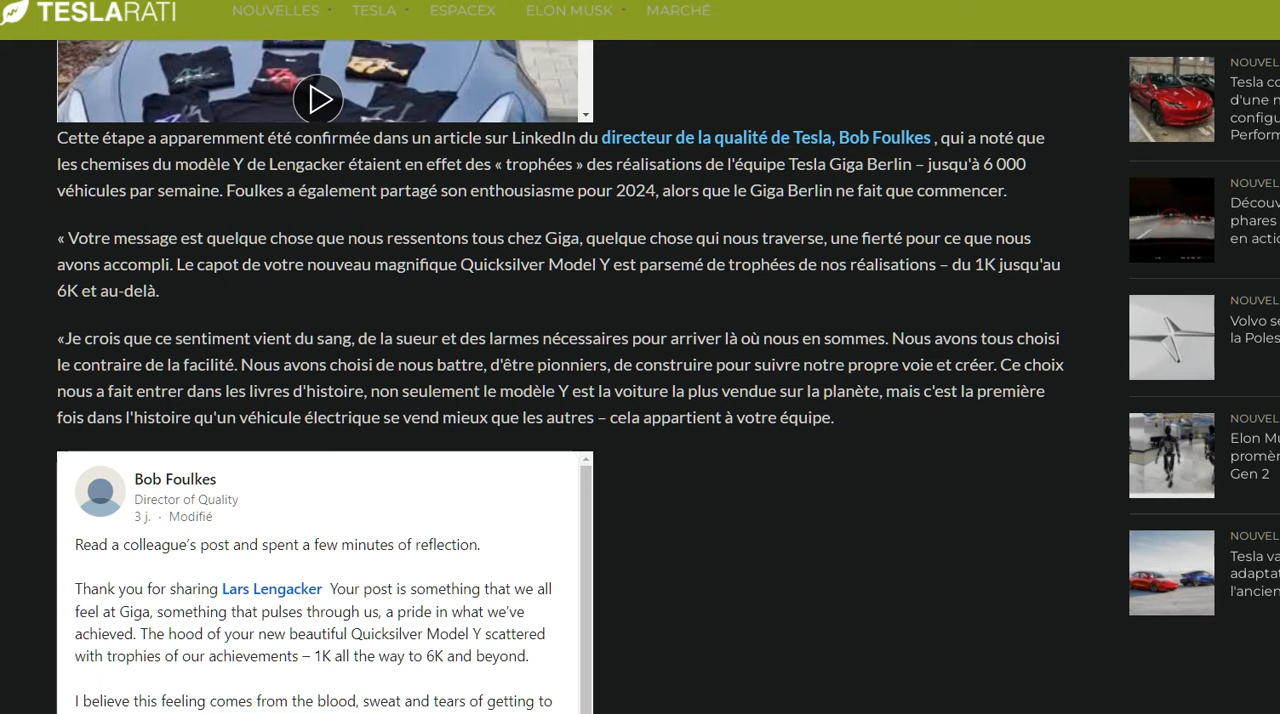 TESLARATI
NOUVELLES TESLA ESPACEX ELON MUSK MARCHÉ
Cette étape a apparemment été confirmée dans un article sur LinkedIn du directeur de la qualité de Tesla, Bob Foulkes , qui a noté que
les chemises du modèle Y de Lengacker étaient en effet des « trophées » des réalisations de l'équipe Tesla Giga Berlin – jusqu'à 6 000
véhicules par semaine. Foulkes a également partagé son enthousiasme pour 2024, alors que le Giga Berlin ne fait que commencer.
« Votre message est quelque chose que nous ressentons tous chez Giga, quelque chose qui nous traverse, une fierté pour ce que nous
avons accompli. Le capot de votre nouveau magnifique Quicksilver Model Y est parsemé de trophées de nos réalisations – du 1K jusqu'au
6K et au-delà.
«Je crois que ce sentiment vient du sang, de la sueur et des larmes nécessaires pour arriver là où nous en sommes. Nous avons tous choisi
le contraire de la facilité. Nous avons choisi de nous battre, d'être pionniers, de construire pour suivre notre propre voie et créer. Ce choix
nous a fait entrer dans les livres d'histoire, non seulement le modèle Y est la voiture la plus vendue sur la planète, mais c'est la première
fois dans l'histoire qu'un véhicule électrique se vend mieux que les autres – cela appartient à votre équipe.
Bob Foulkes
Director of Quality
3 j. · Modifié
Read a colleague's post and spent a few minutes of reflection.
Thank you for sharing Lars Lengacker Your post is something that we all
feel at Giga, something that pulses through us, a pride in what we've
achieved. The hood of your new beautiful Quicksilver Model Y scattered
with trophies of our achievements – 1K all the way to 6K and beyond.
I believe this feeling comes from the blood, sweat and tears of getting to
NOUVEL
Tesla co
d'une n
configu
Perform
NOUVEL
Découv
phares
en actio
NOUVEL
Volvo se
la Poles
NOUVEL
Elon Mu
promèn
Gen 2
NOUVEL
Tesla va
adaptat
l'ancien